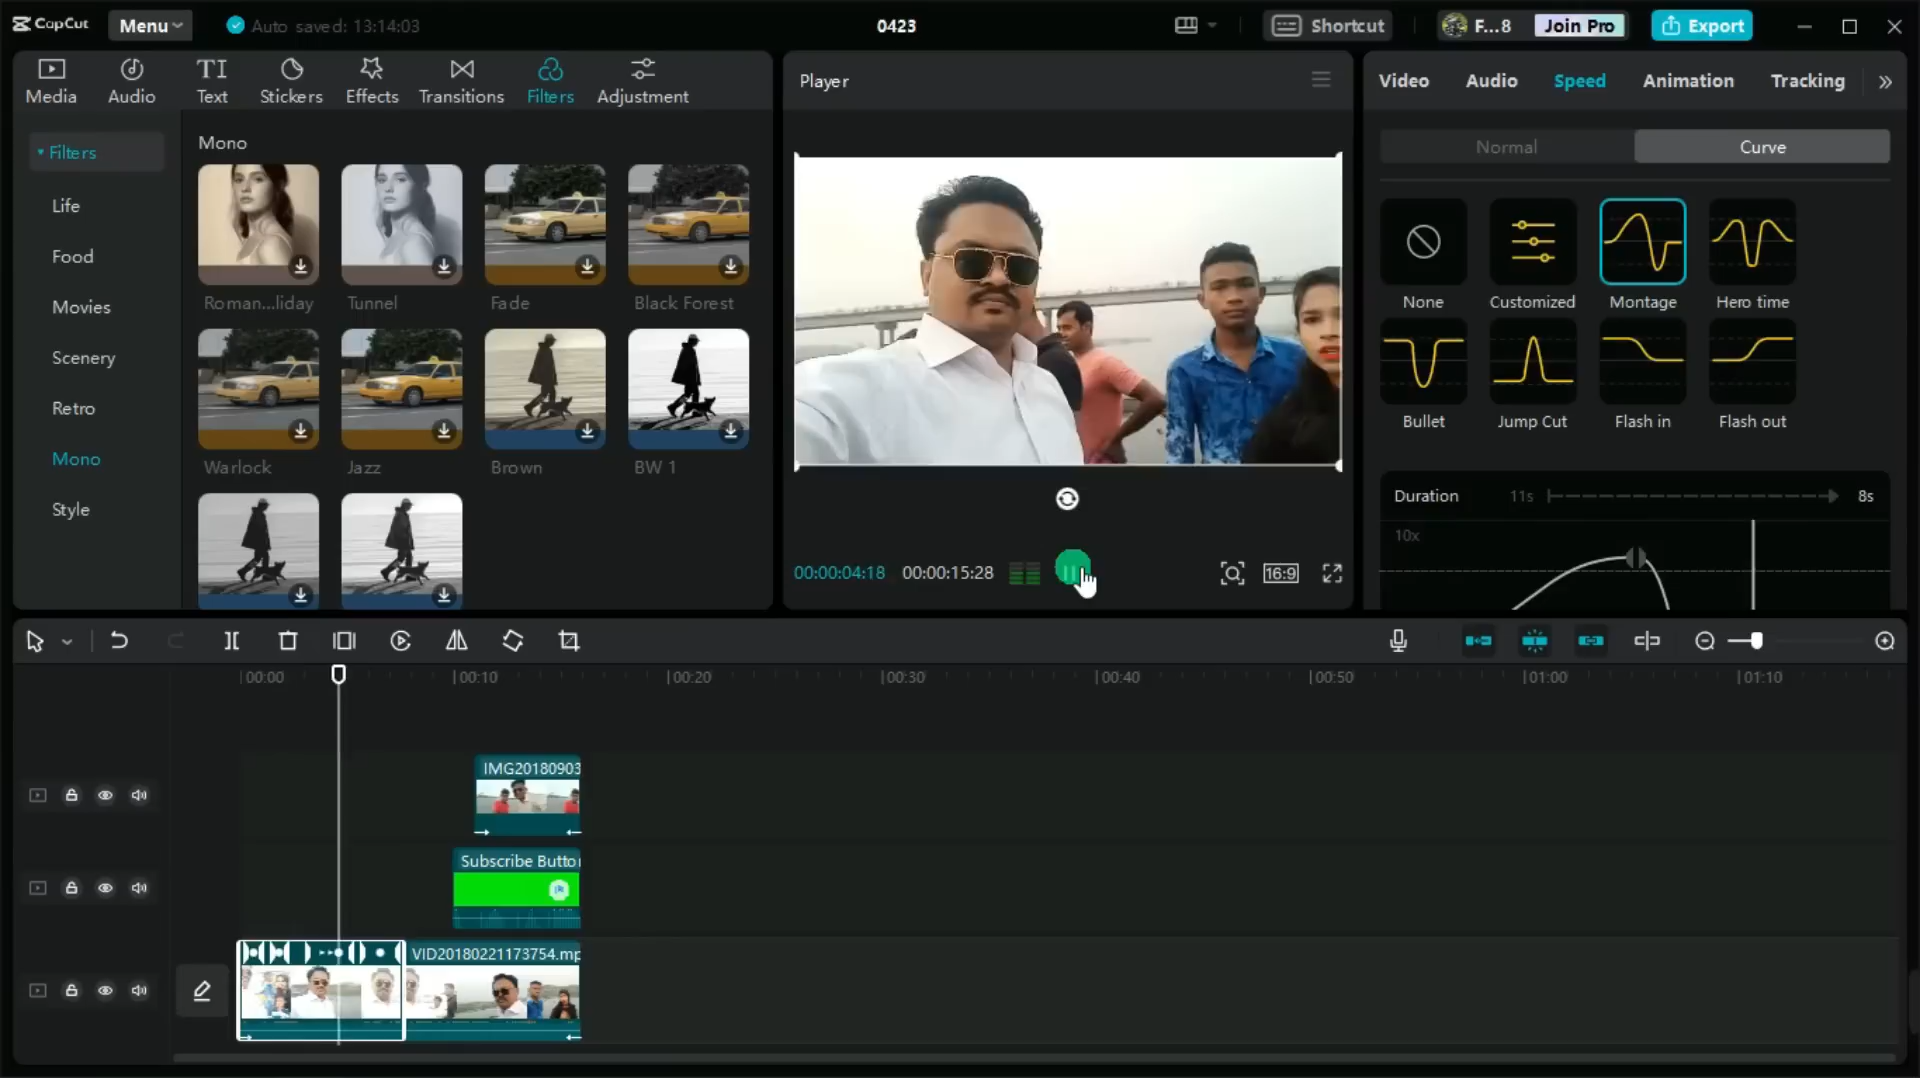 CapCut
Menu
Auto saved: 13:14:03
0423
Shortcut
F...8
Join Pro
Export
Media
Audio
Text
Stickers
Effects
Transitions
Filters
Adjustment
Filters
Life
Food
Movies
Scenery
Retro
Mono
Style
Mono
Roman...liday
Tunnel
Fade
Black Forest
Warlock
Jazz
Brown
BW 1
Player
00:00:04:18
00:00:15:28
16:9
Video
Audio
Speed
Animation
Tracking
Normal
Curve
None
Customized
Montage
Hero time
Bullet
Jump Cut
Flash in
Flash out
Duration
11s
8s
10x
00:00
00:10
00:20
00:30
00:40
00:50
01:00
01:10
IMG20180903
Subscribe Butto
VID20180221173754.mp